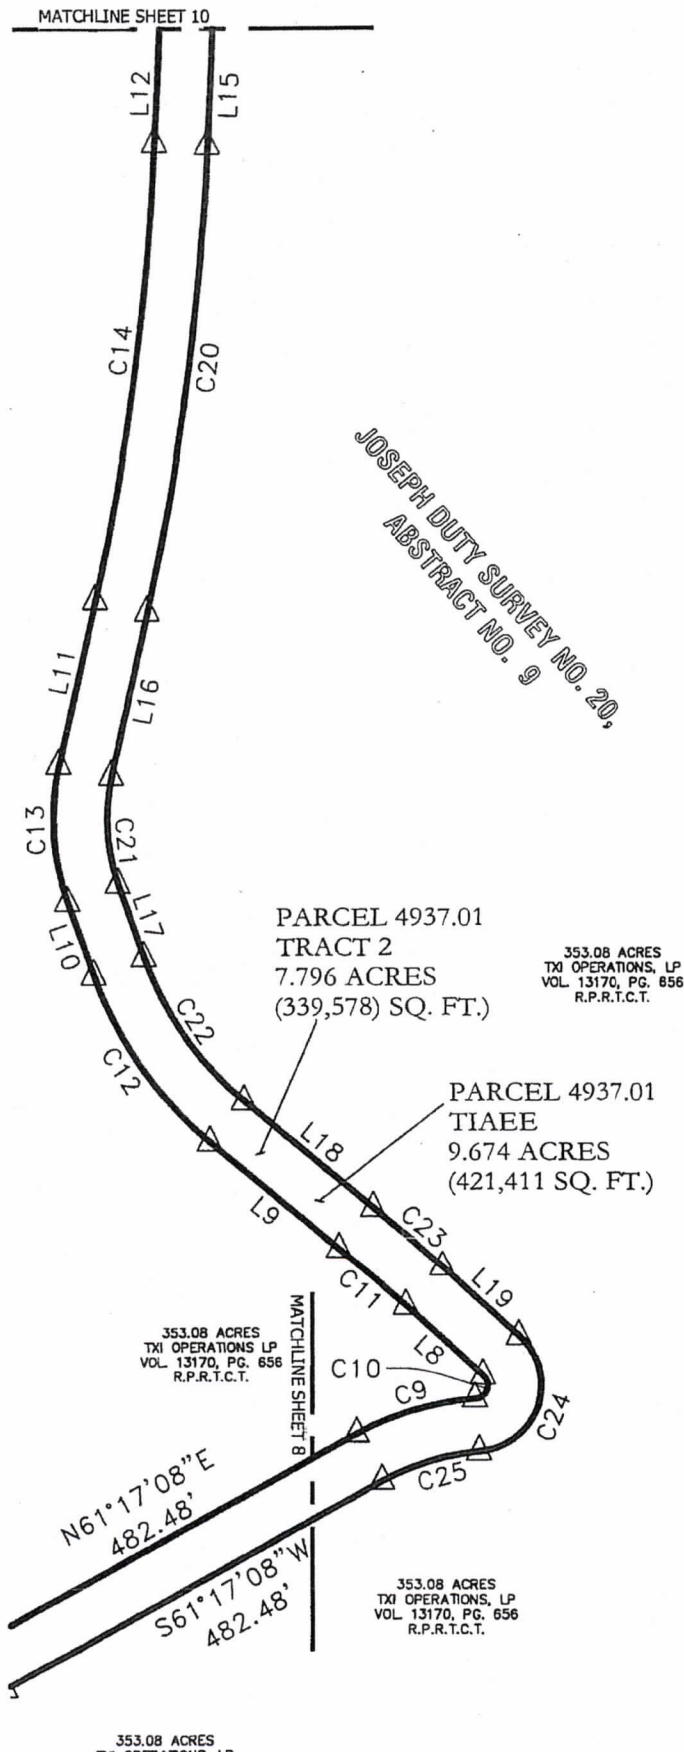 MATCHLINE SHEET 10
L12
L15
C14
C20
JOSEPH DUTY SURVEY NO. 20,
ABSTRACT NO. 9
L11
L16
C13
C21
L17
L10
PARCEL 4937.01
TRACT 2
7.796 ACRES
(339,578) SQ. FT.)
353.08 ACRES
TXI OPERATIONS, LP
VOL. 13170, PG. 656
R.P.R.T.C.T.
C22
C12
PARCEL 4937.01
TIAEE
9.674 ACRES
(421,411 SQ. FT.)
L18
L9
C23
C11
L19
353.08 ACRES
TXI OPERATIONS LP
VOL. 13170, PG. 656
R.P.R.T.C.T.
MATCHLINE SHEET 8
L8
C10
C9
C24
C25
N61°17'08"E
482.48'
S61°17'08"W
482.48'
353.08 ACRES
TXI OPERATIONS, LP
VOL. 13170, PG. 656
R.P.R.T.C.T.
353.08 ACRES